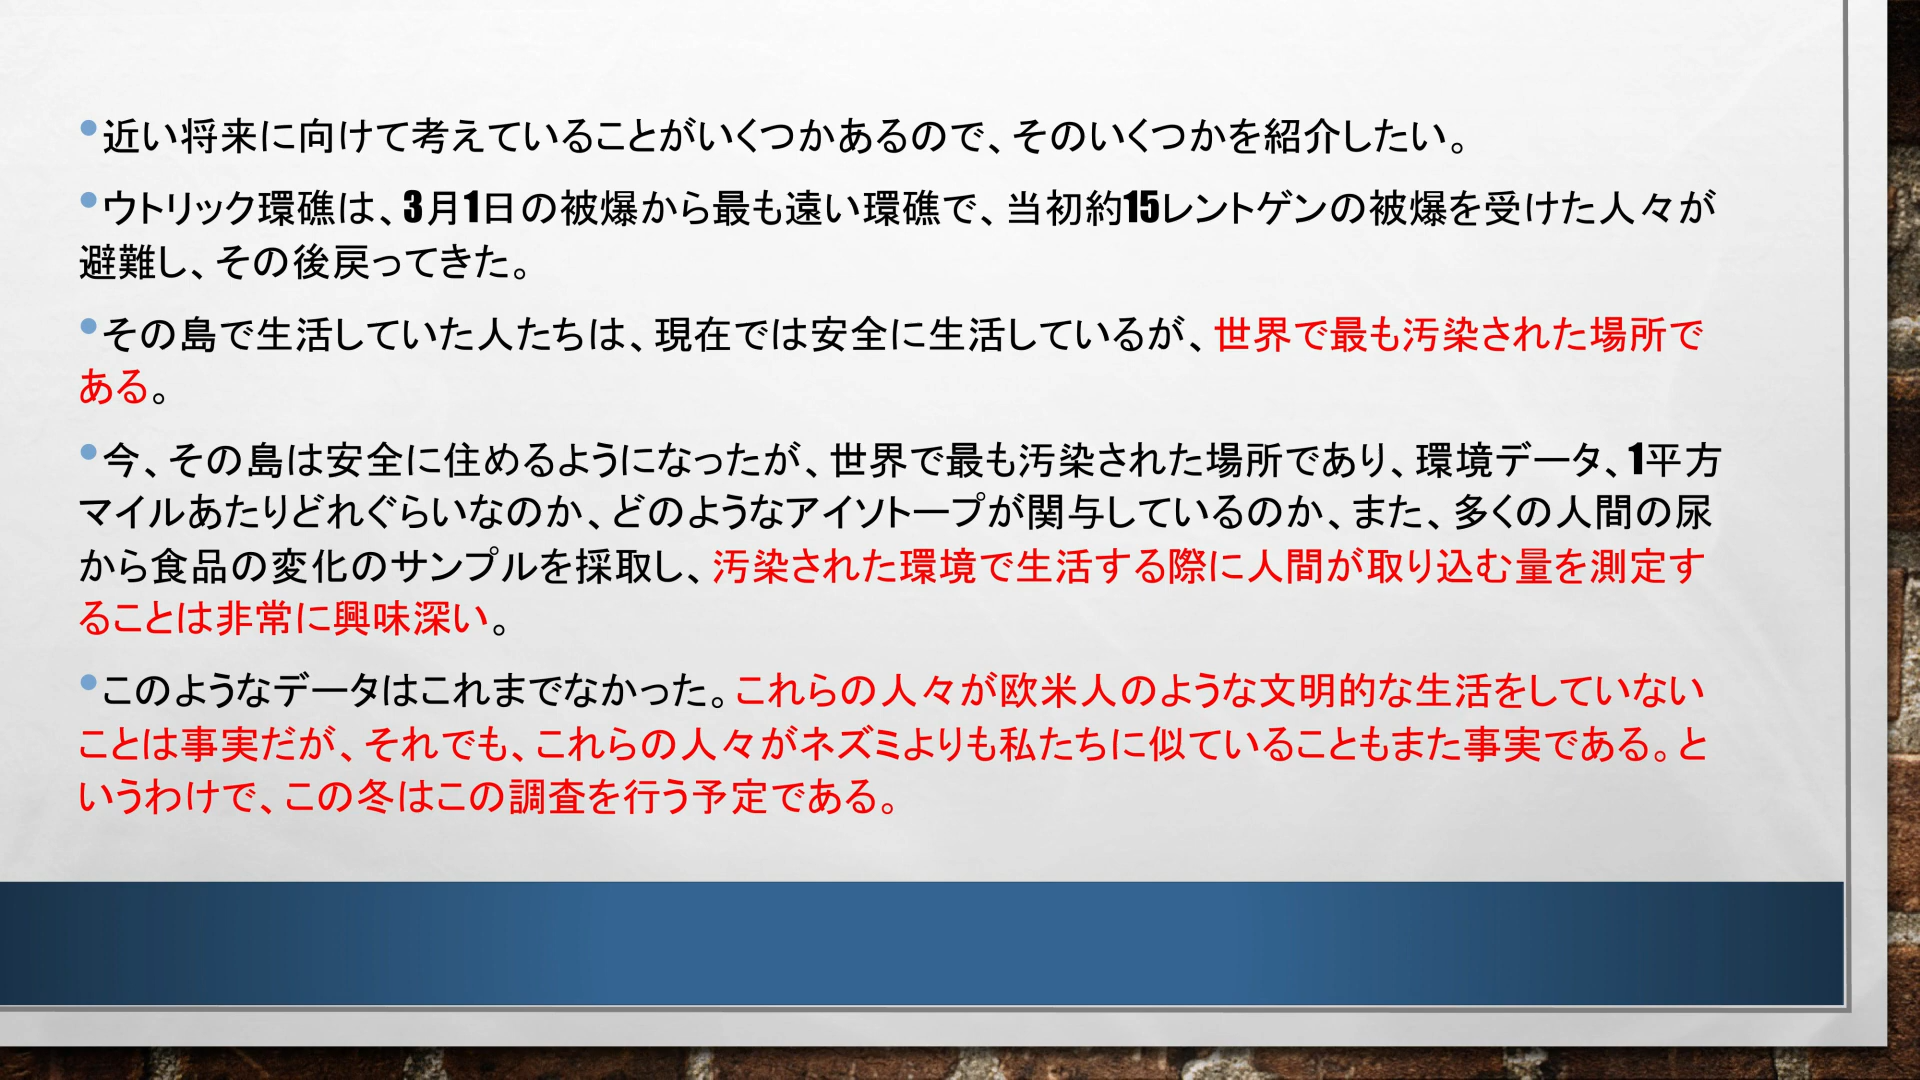 •近い将来に向けて考えていることがいくつかあるので、そのいくつかを紹介したい。
•ウトリック環礁は、3月1日の被爆から最も遠い環礁で、当初約15レントゲンの被爆を受けた人々が
避難し、その後戻ってきた。
•その島で生活していた人たちは、現在では安全に生活しているが、世界で最も汚染された場所で
ある。
•今、その島は安全に住めるようになったが、世界で最も汚染された場所であり、環境データ、1平方
マイルあたりどれぐらいなのか、どのようなアイソトープが関与しているのか、また、多くの人間の尿
から食品の変化のサンプルを採取し、汚染された環境で生活する際に人間が取り込む量を測定す
ることは非常に興味深い。
•このようなデータはこれまでなかった。これらの人々が欧米人のような文明的な生活をしていない
ことは事実だが、それでも、これらの人々がネズミよりも私たちに似ていることもまた事実である。と
いうわけで、この冬はこの調査を行う予定である。